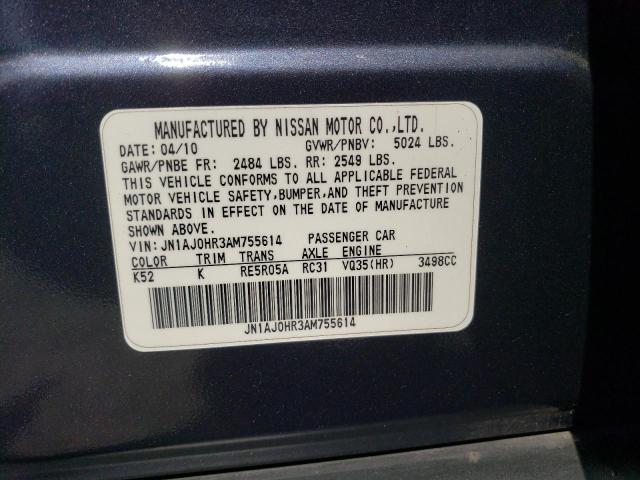 MANUFACTURED BY NISSAN MOTOR CO.,LTD.
DATE: 04/10 GVWR/PNBV: 5024 LBS.
GAWR/PNBE FR: 2484 LBS. RR: 2549 LBS.
THIS VEHICLE CONFORMS TO ALL APPLICABLE FEDERAL
MOTOR VEHICLE SAFETY,BUMPER,AND THEFT PREVENTION
STANDARDS IN EFFECT ON THE DATE OF MANUFACTURE
SHOWN ABOVE.
VIN: JN1AJ0HR3AM755614 PASSENGER CAR
COLOR TRIM TRANS AXLE ENGINE
K52 K RE5R05A RC31 VQ35(HR) 3498CC
JN1AJ0HR3AM755614